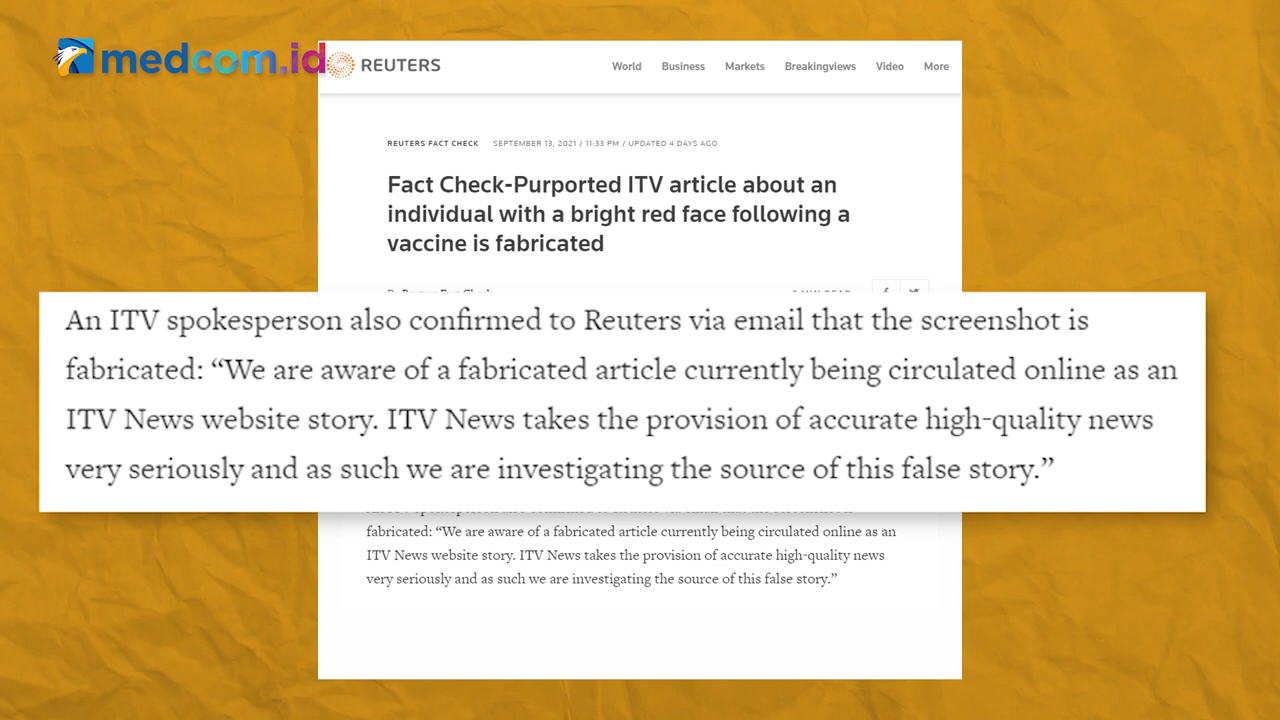 medcom.id
REUTERS World Business Markets Breakingviews Video More
REUTERS FACT CHECK SEPTEMBER 13, 2021 / 11:33 PM / UPDATED 4 DAYS AGO
Fact Check-Purported ITV article about an
individual with a bright red face following a
vaccine is fabricated
An ITV spokesperson also confirmed to Reuters via email that the screenshot is
fabricated: “We are aware of a fabricated article currently being circulated online as an
ITV News website story. ITV News takes the provision of accurate high-quality news
very seriously and as such we are investigating the source of this false story.”
fabricated: “We are aware of a fabricated article currently being circulated online as an
ITV News website story. ITV News takes the provision of accurate high-quality news
very seriously and as such we are investigating the source of this false story.”